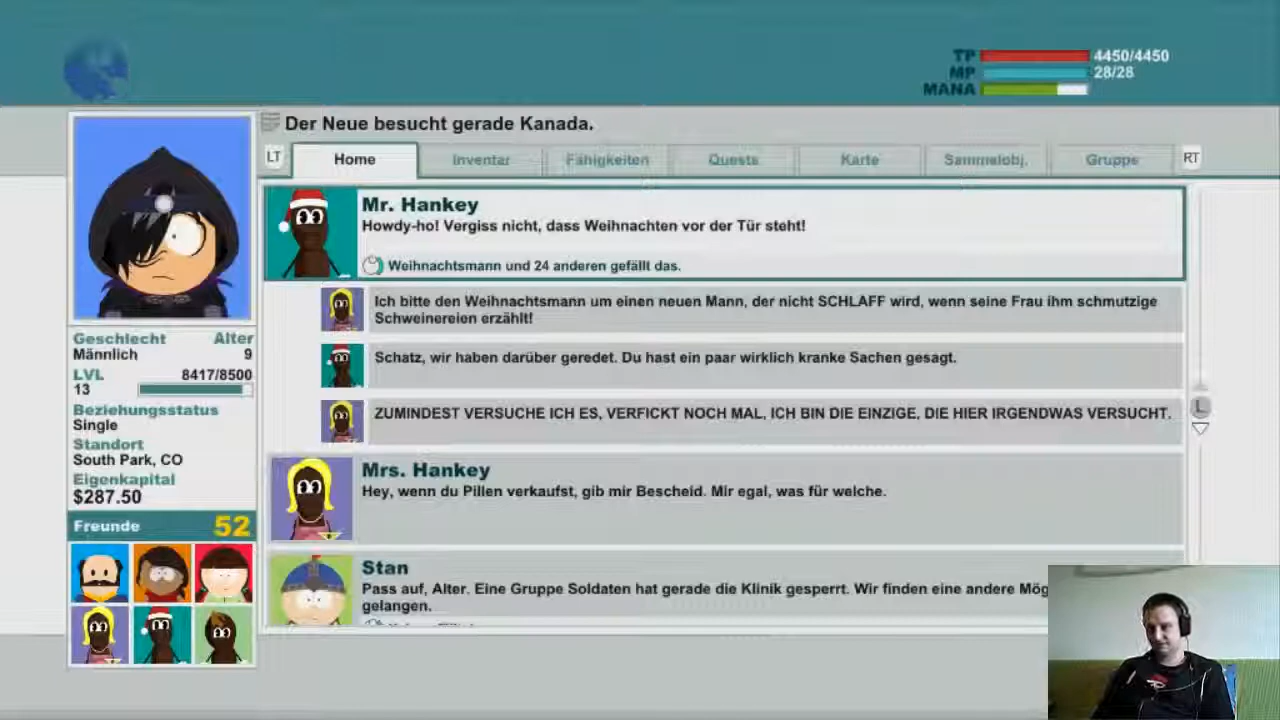 TP 4450/4450
MP 28/28
MANA
Der Neue besucht gerade Kanada.
LT Home Inventar Fähigkeiten Quests Karte Sammelobj. Gruppe RT
Mr. Hankey
Howdy-ho! Vergiss nicht, dass Weihnachten vor der Tür steht!
Weihnachtsmann und 24 anderen gefällt das.
Ich bitte den Weihnachtsmann um einen neuen Mann, der nicht SCHLAFF wird, wenn seine Frau ihm schmutzige
Schweinereien erzählt!
Schatz, wir haben darüber geredet. Du hast ein paar wirklich kranke Sachen gesagt.
ZUMINDEST VERSUCHE ICH ES, VERFICKT NOCH MAL, ICH BIN DIE EINZIGE, DIE HIER IRGENDWAS VERSUCHT.
L
Mrs. Hankey
Hey, wenn du Pillen verkaufst, gib mir Bescheid. Mir egal, was für welche.
Stan
Pass auf, Alter. Eine Gruppe Soldaten hat gerade die Klinik gesperrt. Wir finden eine andere Mög
gelangen.
Geschlecht Alter
Männlich 9
LVL 8417/8500
13
Beziehungsstatus
Single
Standort
South Park, CO
Eigenkapital
$287.50
Freunde 52